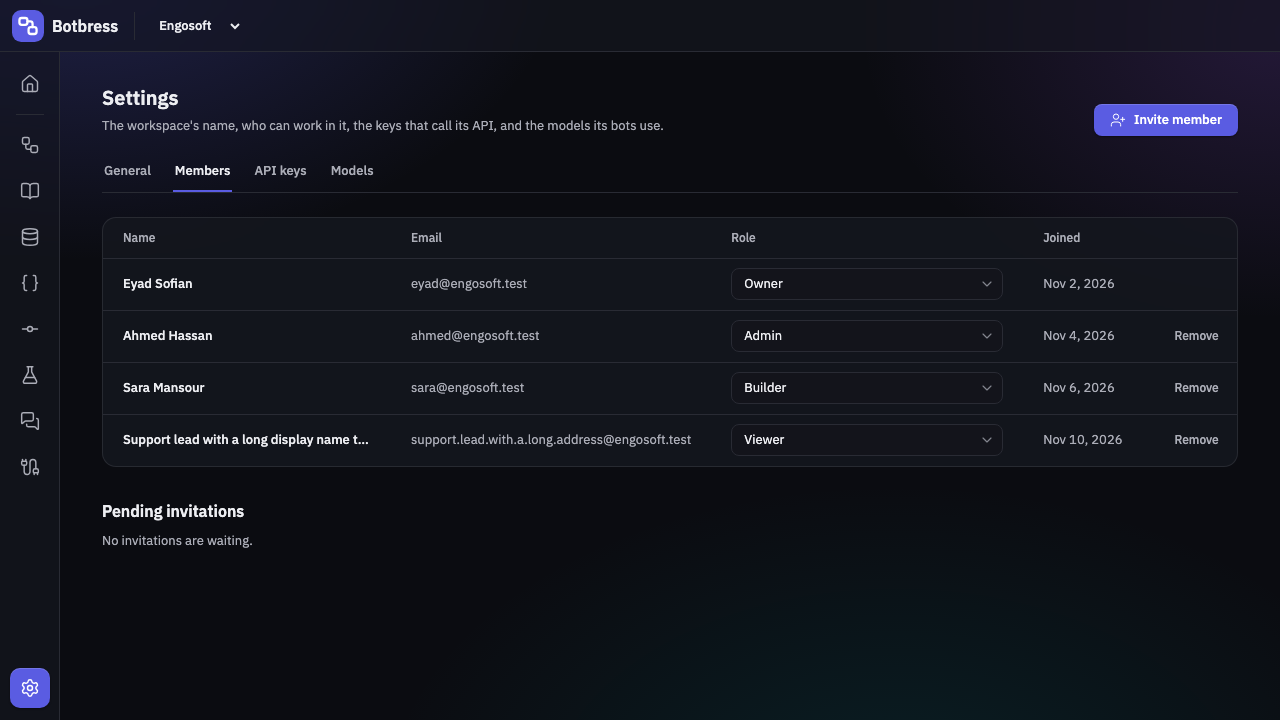 Botbress
Engosoft
Settings
The workspace's name, who can work in it, the keys that call its API, and the models its bots use.
Invite member
General Members API keys Models
Name Email Role Joined
Eyad Sofian eyad@engosoft.test Owner Nov 2, 2026
Ahmed Hassan ahmed@engosoft.test Admin Nov 4, 2026 Remove
Sara Mansour sara@engosoft.test Builder Nov 6, 2026 Remove
Support lead with a long display name t... support.lead.with.a.long.address@engosoft.test Viewer Nov 10, 2026 Remove
Pending invitations
No invitations are waiting.